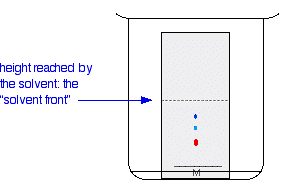 height reached by
the solvent: the
"solvent front"
M